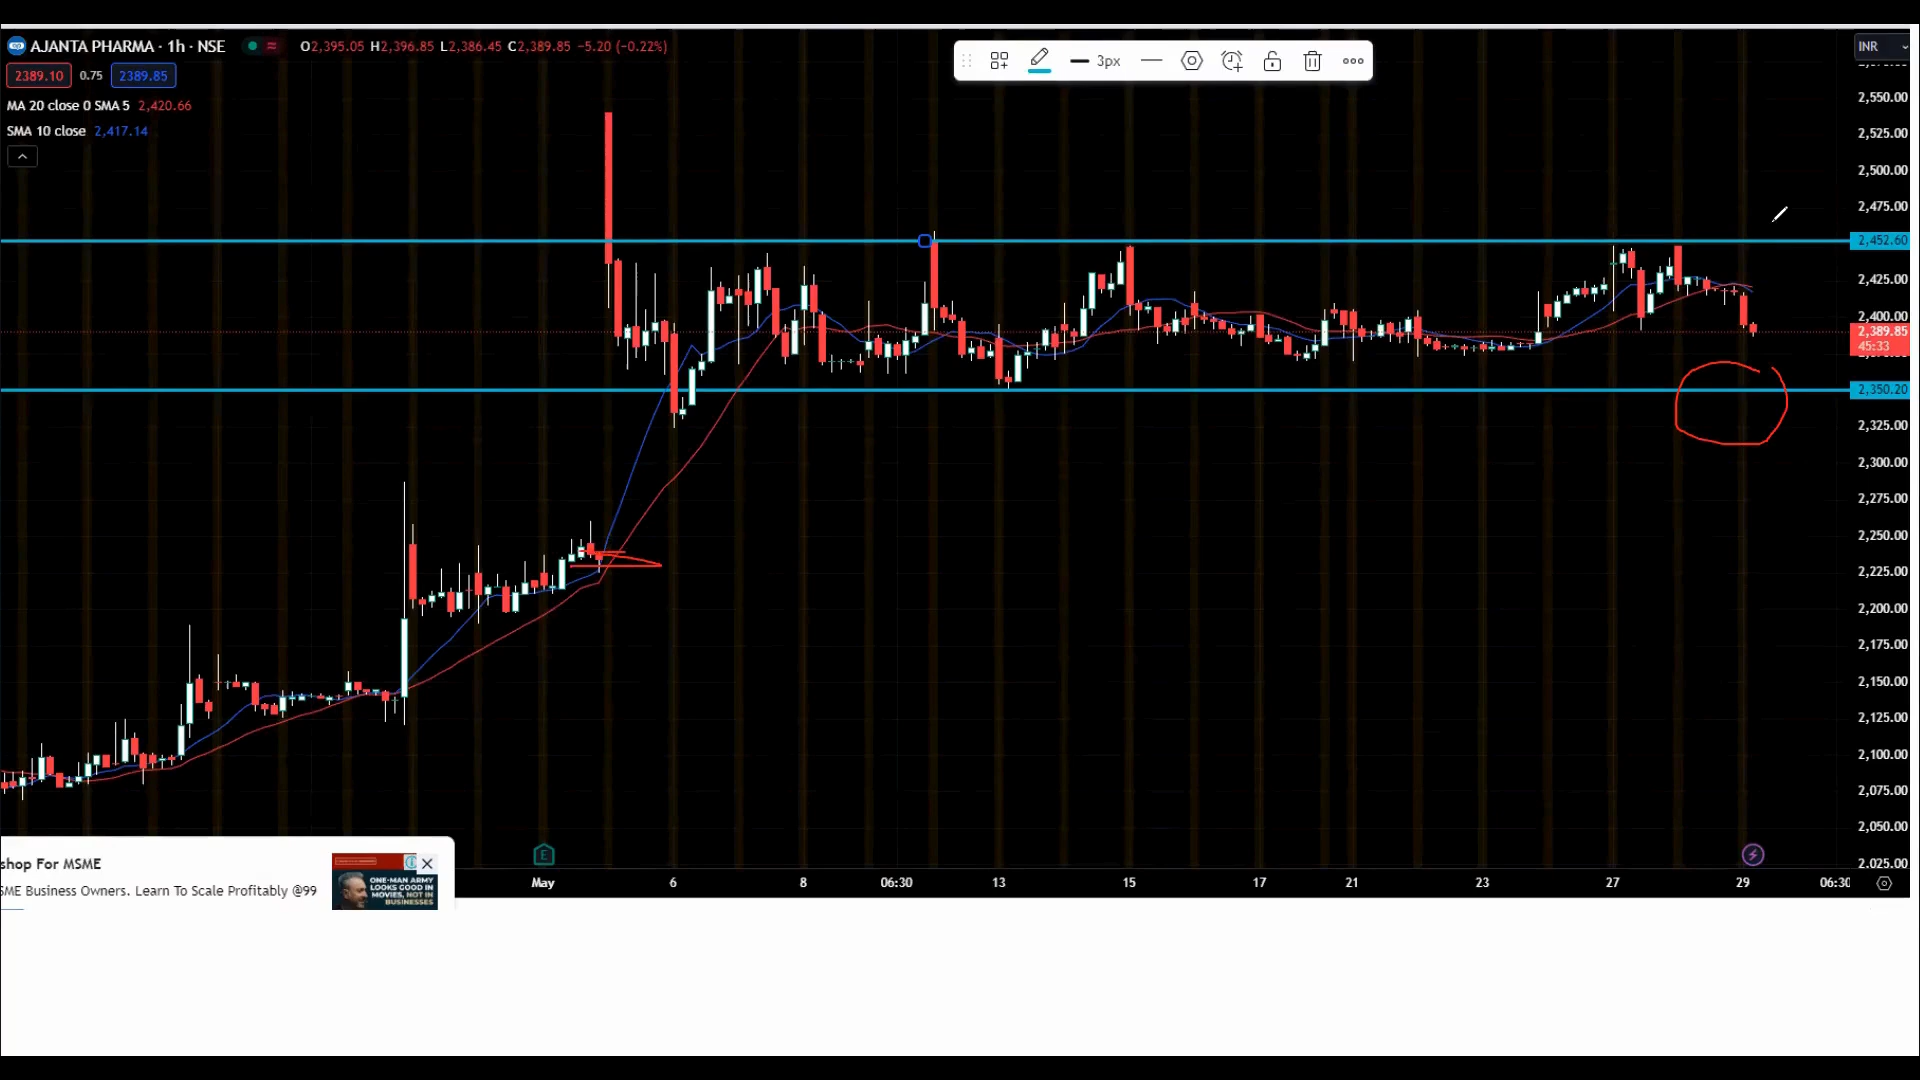 AJANTA PHARMA · 1h · NSE O2,395.05 H2,396.85 L2,386.45 C2,389.85 −5.20 (−0.22%)
2389.10 0.75 2389.85
MA 20 close 0 SMA 5 2,420.66
SMA 10 close 2,417.14
3px
INR
2,550.00
2,525.00
2,500.00
2,475.00
2,452.60
2,425.00
2,400.00
2,389.85
45:33
2,350.20
2,325.00
2,300.00
2,275.00
2,250.00
2,225.00
2,200.00
2,175.00
2,150.00
2,125.00
2,100.00
2,075.00
2,050.00
2,025.00
E
May 6 8 06:30 13 15 17 21 23 27 29 06:30
shop For MSME
SME Business Owners. Learn To Scale Profitably @99
ONE-MAN ARMY
LOOKS GOOD IN
MOVIES, NOT IN
BUSINESSES